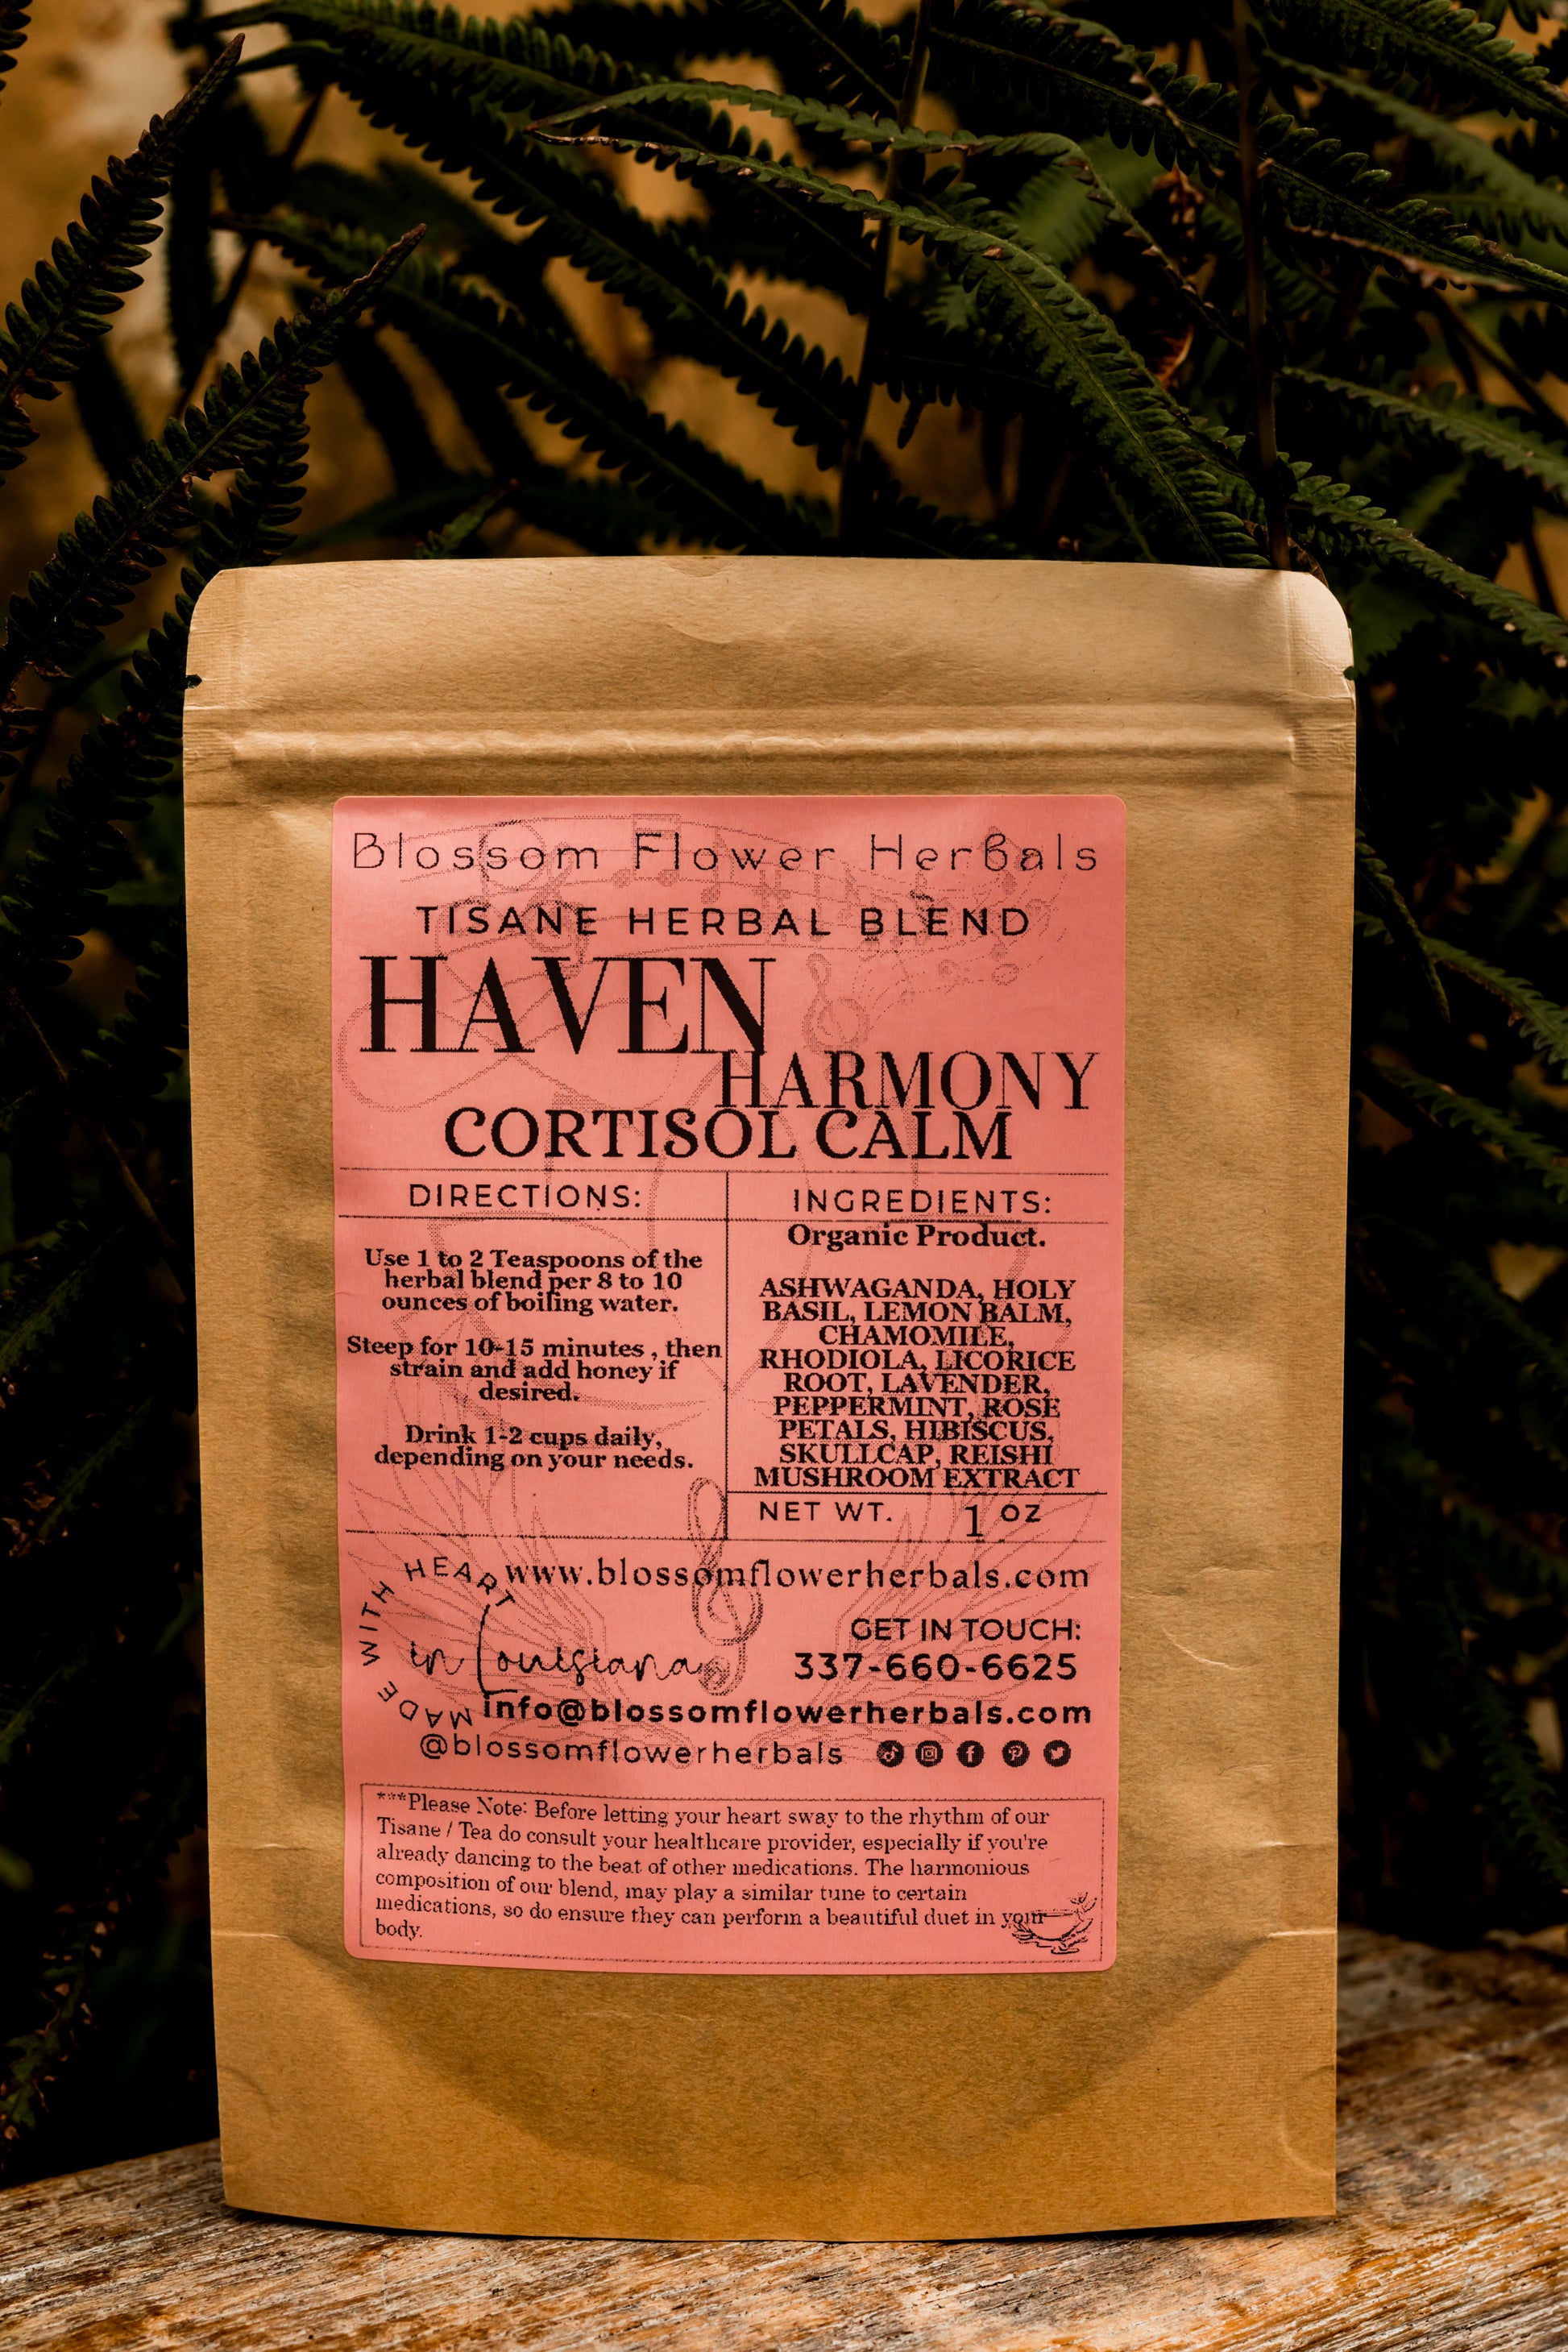 Blossom Flower Herbals
TISANE HERBAL BLEND
HAVEN
HARMONY
CORTISOL CALM
DIRECTIONS:
Use 1 to 2 Teaspoons of the
herbal blend per 8 to 10
ounces of boiling water.
Steep for 10-15 minutes , then
strain and add honey if
desired.
Drink 1-2 cups daily,
depending on your needs.
INGREDIENTS:
Organic Product.
ASHWAGANDA, HOLY
BASIL, LEMON BALM,
CHAMOMILE,
RHODIOLA, LICORICE
ROOT, LAVENDER,
PEPPERMINT, ROSE
PETALS, HIBISCUS,
SKULLCAP, REISHI
MUSHROOM EXTRACT
NET WT. 1 oz
www.blossomflowerherbals.com
MADE WITH HEART
in Louisiana
GET IN TOUCH:
337-660-6625
info@blossomflowerherbals.com
@blossomflowerherbals
***Please Note: Before letting your heart sway to the rhythm of our
Tisane / Tea do consult your healthcare provider, especially if you're
already dancing to the beat of other medications. The harmonious
composition of our blend, may play a similar tune to certain
medications, so do ensure they can perform a beautiful duet in your
body.